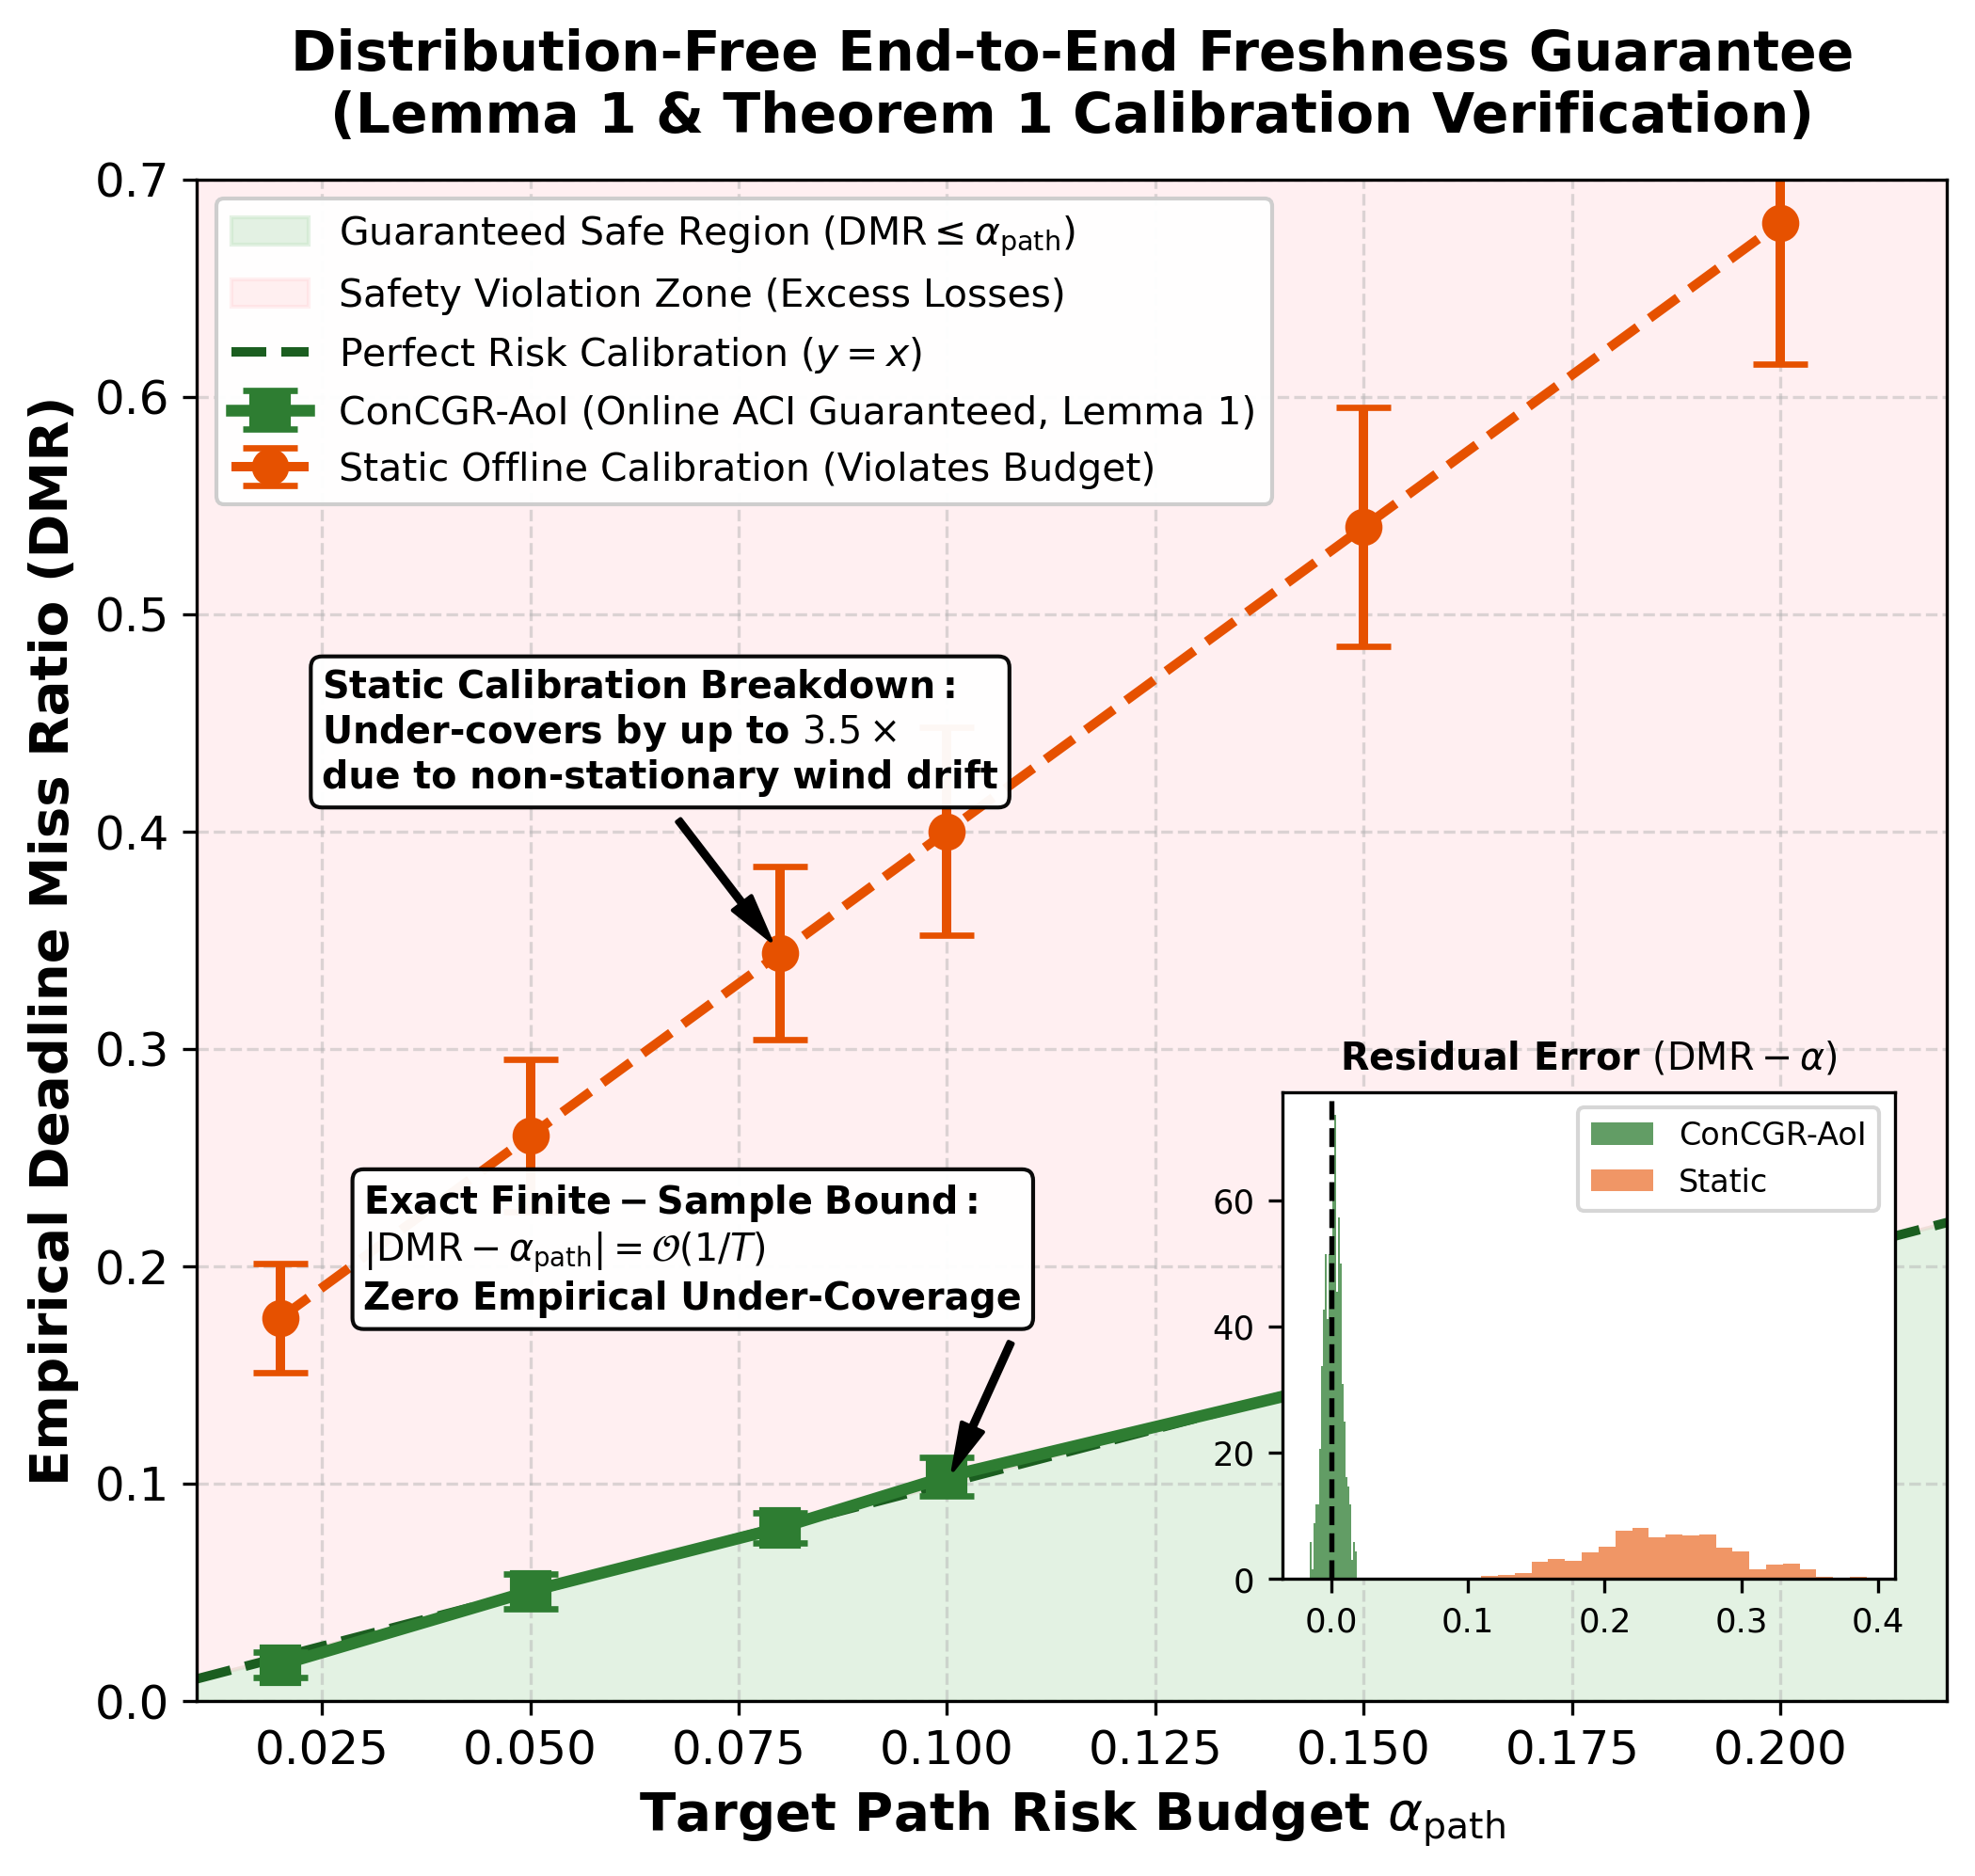 Distribution-Free End-to-End Freshness Guarantee
(Lemma 1 & Theorem 1 Calibration Verification)
Guaranteed Safe Region (DMR ≤ α_path)
Safety Violation Zone (Excess Losses)
Perfect Risk Calibration (y = x)
ConCGR-AoI (Online ACI Guaranteed, Lemma 1)
Static Offline Calibration (Violates Budget)
Empirical Deadline Miss Ratio (DMR)
0.7
0.6
0.5
0.4
0.3
0.2
0.1
0.0
Static Calibration Breakdown:
Under-covers by up to 3.5 ×
due to non-stationary wind drift
Exact Finite − Sample Bound:
|DMR − α_path| = 𝒪(1/T)
Zero Empirical Under-Coverage
Residual Error (DMR − α)
ConCGR-AoI
Static
60
40
20
0
0.0 0.1 0.2 0.3 0.4
0.025 0.050 0.075 0.100 0.125 0.150 0.175 0.200
Target Path Risk Budget α_path